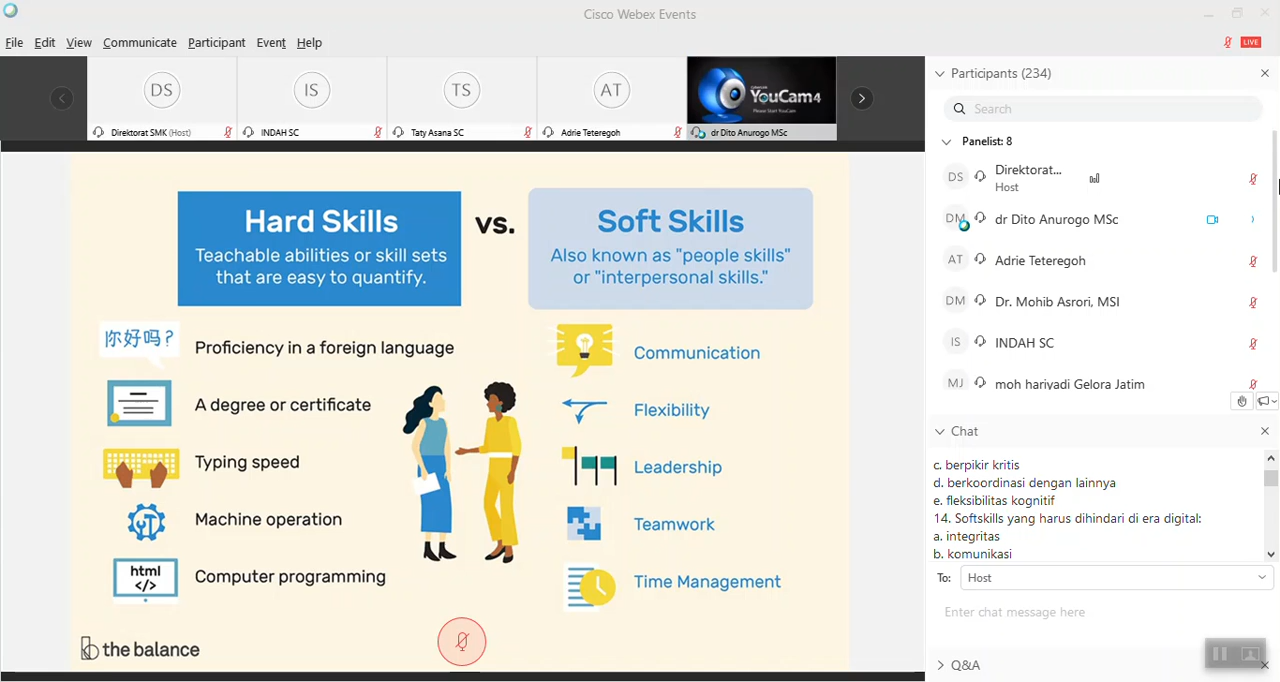 Cisco Webex Events
File Edit View Communicate Participant Event Help
LIVE
DS
IS
TS
AT
YouCam 4
Please Start YouCam
Direktorat SMK (Host)
INDAH SC
Taty Asana SC
Adrie Teteregoh
dr Dito Anurogo MSc
Hard Skills
Teachable abilities or skill sets
that are easy to quantify.
vs.
Soft Skills
Also known as "people skills"
or "interpersonal skills."
你好吗?
Proficiency in a foreign language
A degree or certificate
Typing speed
Machine operation
html
</>
Computer programming
Communication
Flexibility
Leadership
Teamwork
Time Management
the balance
Participants (234)
Search
Panelist: 8
DS
Direktorat...
Host
DM
dr Dito Anurogo MSc
AT
Adrie Teteregoh
DM
Dr. Mohib Asrori, MSI
IS
INDAH SC
MJ
moh hariyadi Gelora Jatim
Chat
c. berpikir kritis
d. berkoordinasi dengan lainnya
e. fleksibilitas kognitif
14. Softskills yang harus dihindari di era digital:
a. integritas
b. komunikasi
To: Host
Enter chat message here
Q&A